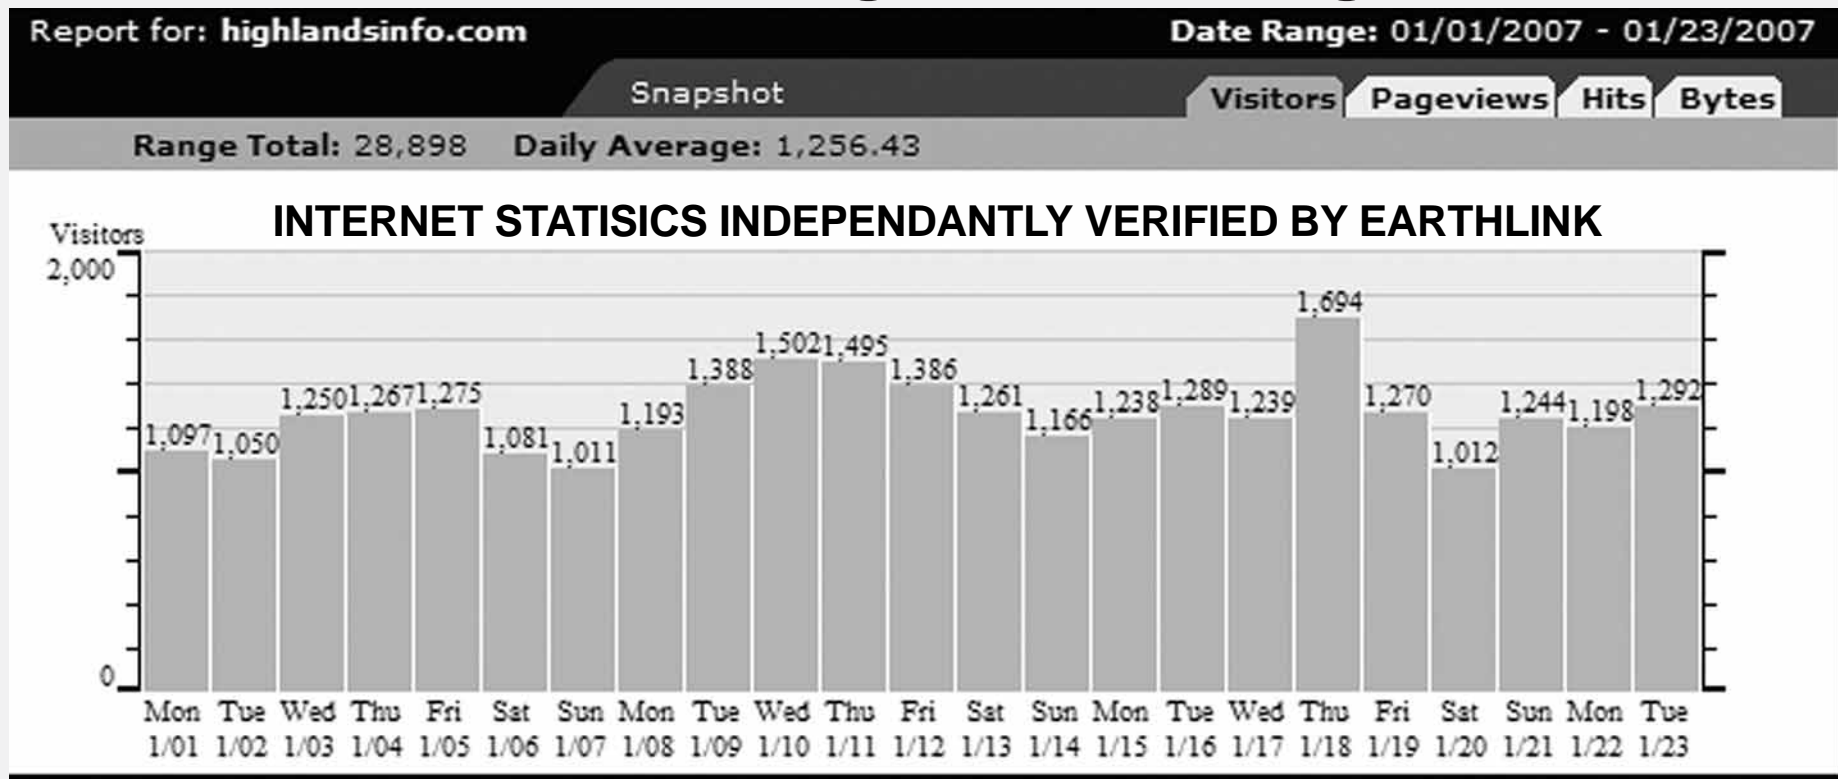 Report for: highlandsinfo.com Date Range: 01/01/2007 - 01/23/2007
Snapshot Visitors Pageviews Hits Bytes
Range Total: 28,898 Daily Average: 1,256.43
INTERNET STATISICS INDEPENDANTLY VERIFIED BY EARTHLINK
Visitors
2,000
1,097 1,050 1,250 1,267 1,275 1,081 1,011 1,193 1,388 1,502 1,495 1,386 1,261 1,166 1,238 1,289 1,239 1,694 1,270 1,012 1,244 1,198 1,292
0
Mon Tue Wed Thu Fri Sat Sun Mon Tue Wed Thu Fri Sat Sun Mon Tue Wed Thu Fri Sat Sun Mon Tue
1/01 1/02 1/03 1/04 1/05 1/06 1/07 1/08 1/09 1/10 1/11 1/12 1/13 1/14 1/15 1/16 1/17 1/18 1/19 1/20 1/21 1/22 1/23